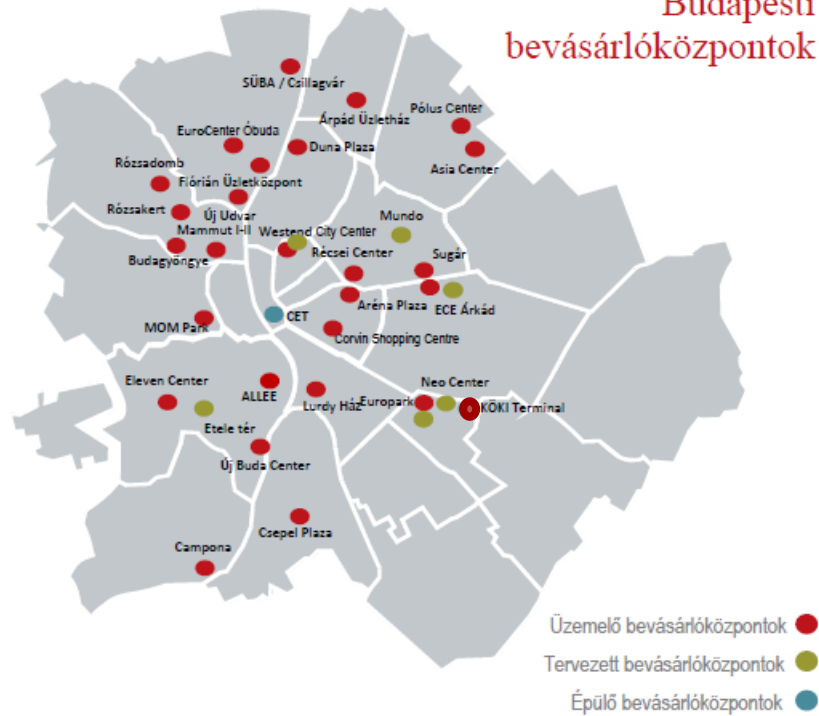 Budapesti
bevásárlóközpontok
SÜBA / Csillagvár
Árpád Üzletház
Pólus Center
EuroCenter Óbuda
Duna Plaza
Asia Center
Rózsadomb
Flórián Üzletközpont
Rózsakert
Új Udvar
Mundo
Mammut I-II
Westend City Center
Budagyöngye
Récsei Center
Sugár
Aréna Plaza
ECE Árkád
CET
MOM Park
Corvin Shopping Centre
Eleven Center
Neo Center
ALLEE
Lurdy Ház
Europark
KÖKI Terminal
Etele tér
Új Buda Center
Csepel Plaza
Campona
Üzemelő bevásárlóközpontok
Tervezett bevásárlóközpontok
Épülő bevásárlóközpontok